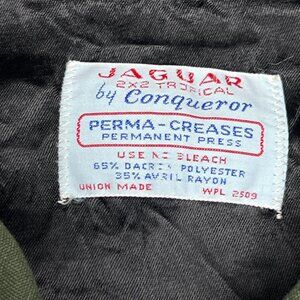 JAGUAR
2X2 TROPICAL
by Conqueror
PERMA-CREASES
PERMANENT PRESS
USE NO BLEACH
65% DACRON POLYESTER
35% AVRIL RAYON
UNION MADE WPL 2509